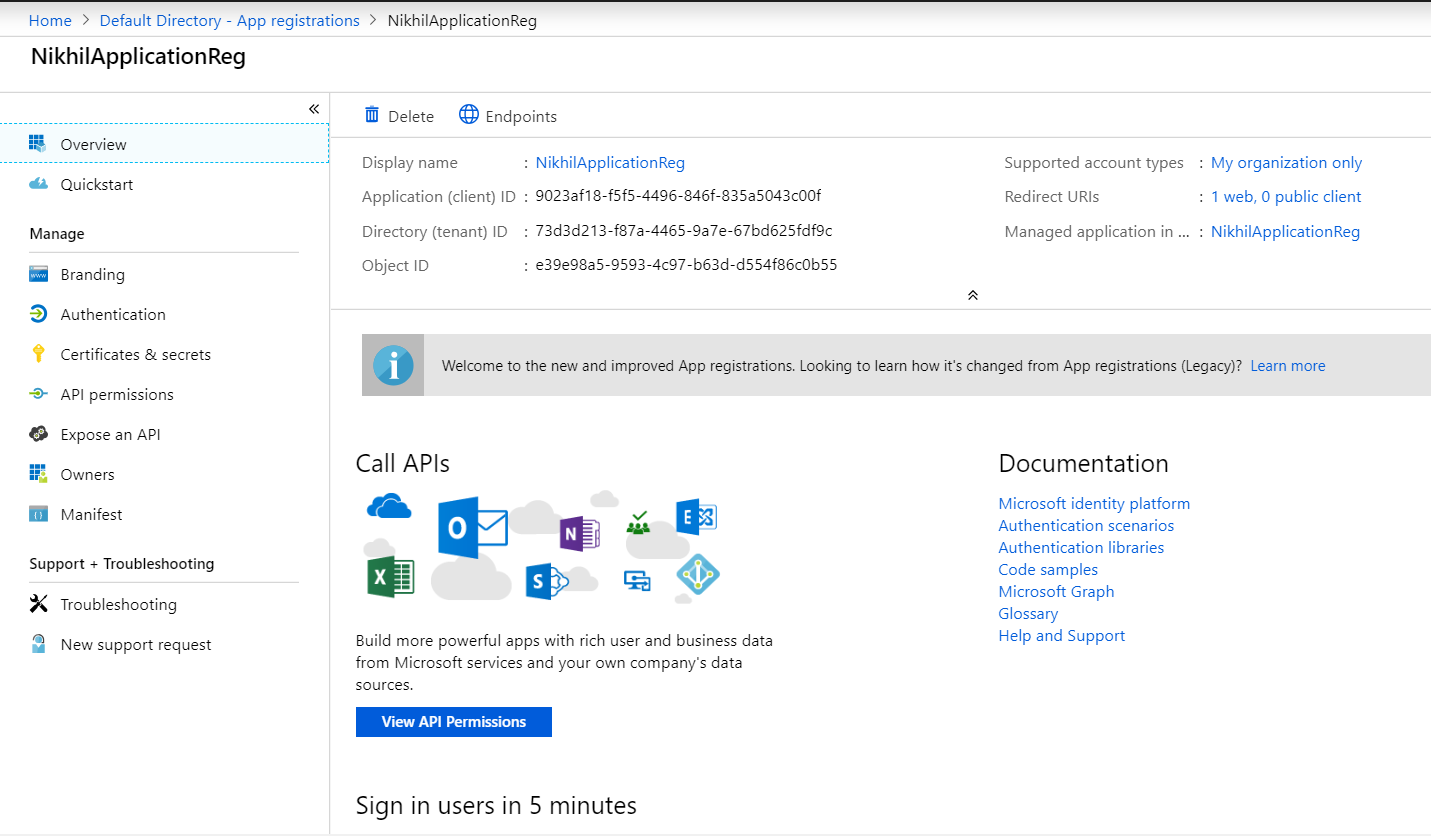 Home > Default Directory - App registrations > NikhilApplicationReg
NikhilApplicationReg
«
Overview
Quickstart
Manage
Branding
Authentication
Certificates & secrets
API permissions
Expose an API
Owners
Manifest
Support + Troubleshooting
Troubleshooting
New support request
Delete Endpoints
Display name : NikhilApplicationReg
Application (client) ID : 9023af18-f5f5-4496-846f-835a5043c00f
Directory (tenant) ID : 73d3d213-f87a-4465-9a7e-67bd625fdf9c
Object ID : e39e98a5-9593-4c97-b63d-d554f86c0b55
Supported account types : My organization only
Redirect URIs : 1 web, 0 public client
Managed application in ... : NikhilApplicationReg
Welcome to the new and improved App registrations. Looking to learn how it's changed from App registrations (Legacy)? Learn more
Call APIs
Build more powerful apps with rich user and business data
from Microsoft services and your own company's data
sources.
View API Permissions
Documentation
Microsoft identity platform
Authentication scenarios
Authentication libraries
Code samples
Microsoft Graph
Glossary
Help and Support
Sign in users in 5 minutes